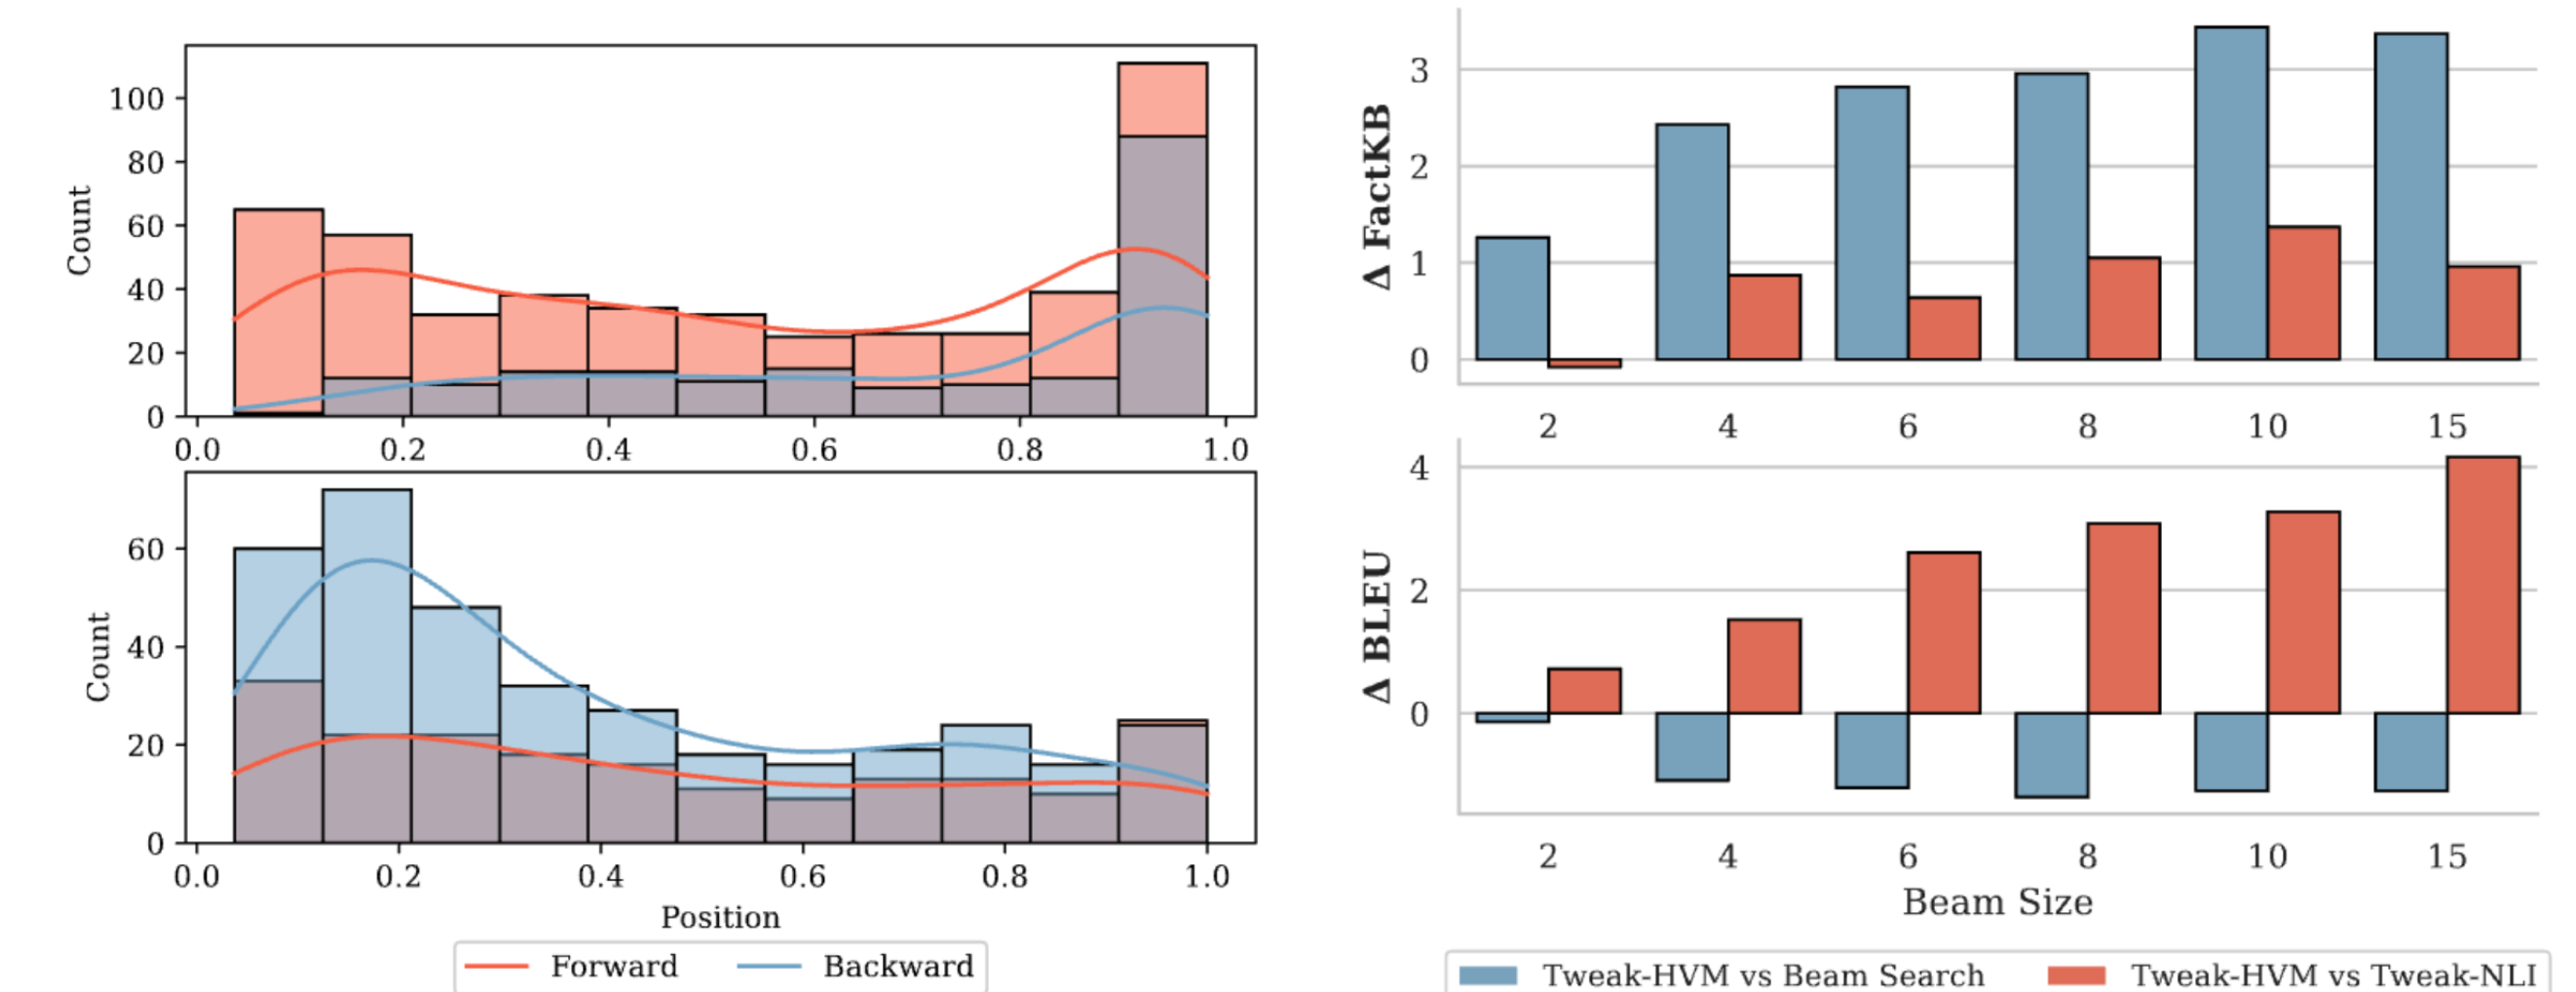 Count
100
80
60
40
20
0
0.0 0.2 0.4 0.6 0.8 1.0
Count
60
40
20
0
0.0 0.2 0.4 0.6 0.8 1.0
Position
Forward Backward
Δ FactKB
3
2
1
0
2 4 6 8 10 15
Δ BLEU
4
2
0
2 4 6 8 10 15
Beam Size
Tweak-HVM vs Beam Search Tweak-HVM vs Tweak-NLI